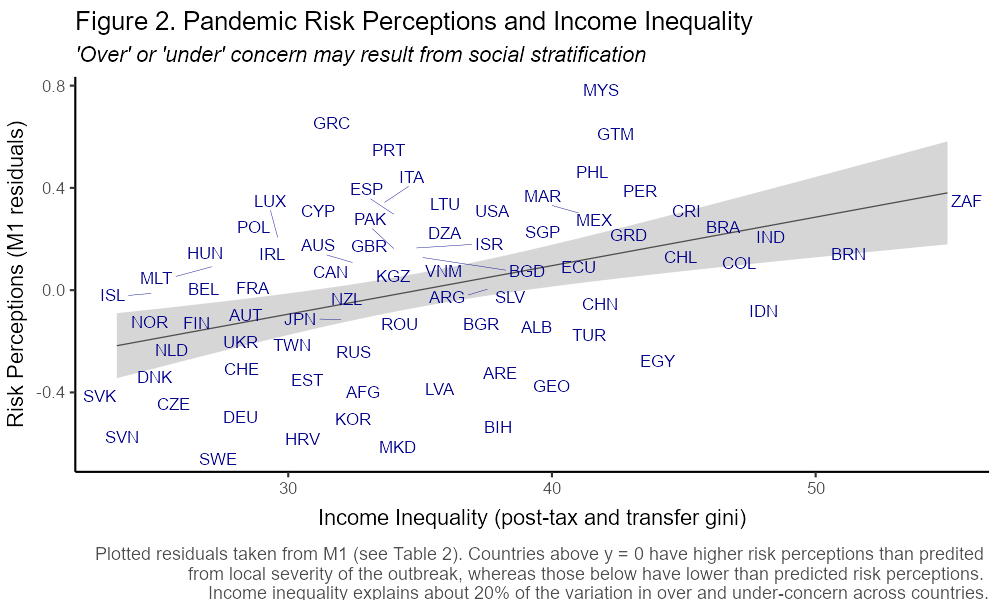 Figure 2. Pandemic Risk Perceptions and Income Inequality
'Over' or 'under' concern may result from social stratification
Risk Perceptions (M1 residuals)
0.8
0.4
0.0
-0.4
MYS
GRC
GTM
PRT
PHL
ITA
ESP
PER
MAR
LUX
ZAF
LTU
CYP
USA
CRI
PAK
MEX
POL
BRA
DZA
SGP
GRD
IND
AUS
GBR
ISR
HUN
IRL
BRN
CHL
COL
ECU
CAN
VNM
BGD
MLT
KGZ
BEL
FRA
ISL
NZL
ARG
SLV
CHN
IDN
AUT
NOR
FIN
JPN
ROU
BGR
ALB
TUR
UKR
TWN
NLD
RUS
EGY
CHE
ARE
DNK
EST
GEO
LVA
AFG
SVK
CZE
DEU
KOR
BIH
SVN
HRV
MKD
SWE
30
40
50
Income Inequality (post-tax and transfer gini)
Plotted residuals taken from M1 (see Table 2). Countries above y = 0 have higher risk perceptions than predited
from local severity of the outbreak, whereas those below have lower than predicted risk perceptions.
Income inequality explains about 20% of the variation in over and under-concern across countries.